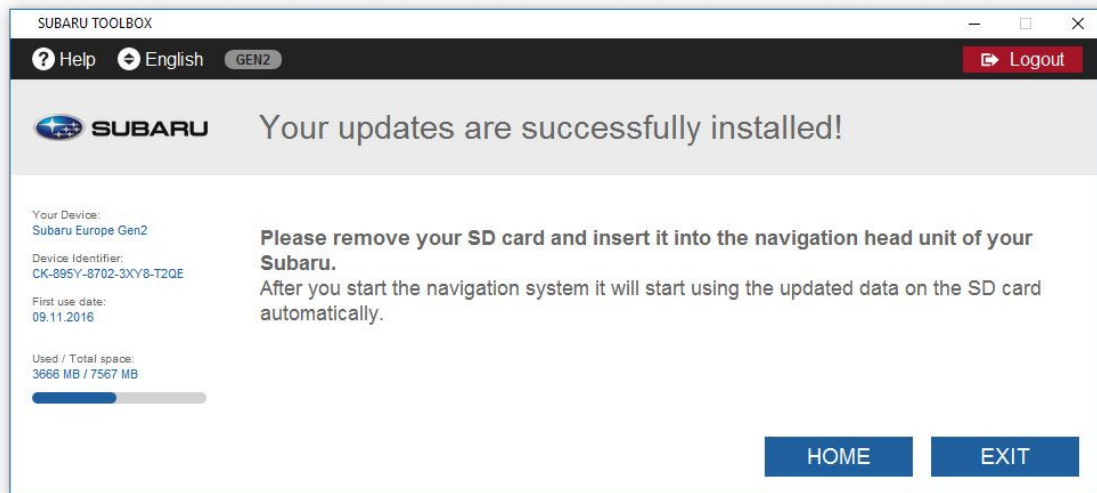 SUBARU TOOLBOX
Help English GEN2 Logout
SUBARU
Your updates are successfully installed!
Your Device:
Subaru Europe Gen2
Device Identifier:
CK-895Y-8702-3XY8-T2QE
First use date:
09.11.2016
Used / Total space:
3666 MB / 7567 MB
Please remove your SD card and insert it into the navigation head unit of your
Subaru.
After you start the navigation system it will start using the updated data on the SD card
automatically.
HOME EXIT